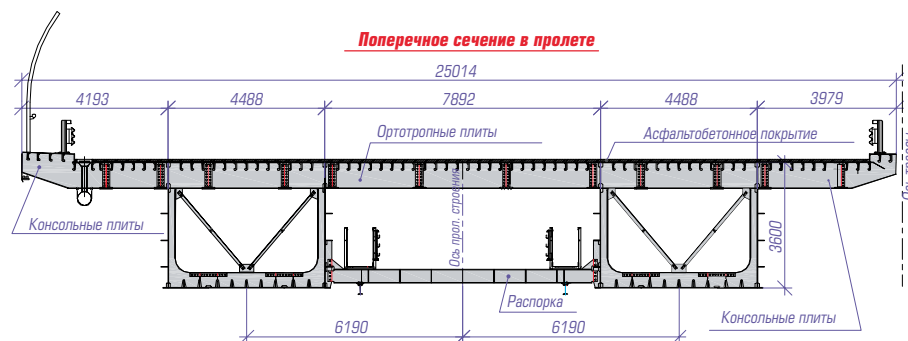 Поперечное сечение в пролете
25014
4193
4488
7892
4488
3979
Ортотропные плиты
Асфальтобетонное покрытие
Консольные плиты
Ось прол. строения
3600
Распорка
Консольные плиты
6190
6190